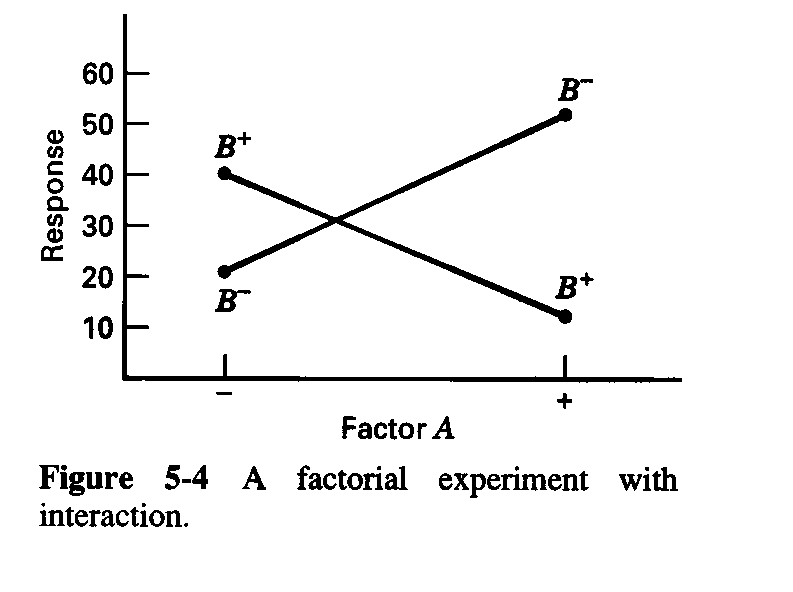 60
B⁻
50
B⁺
40
Response
30
B⁺
20
B⁻
10
−
+
Factor A
Figure 5-4 A factorial experiment with
interaction.